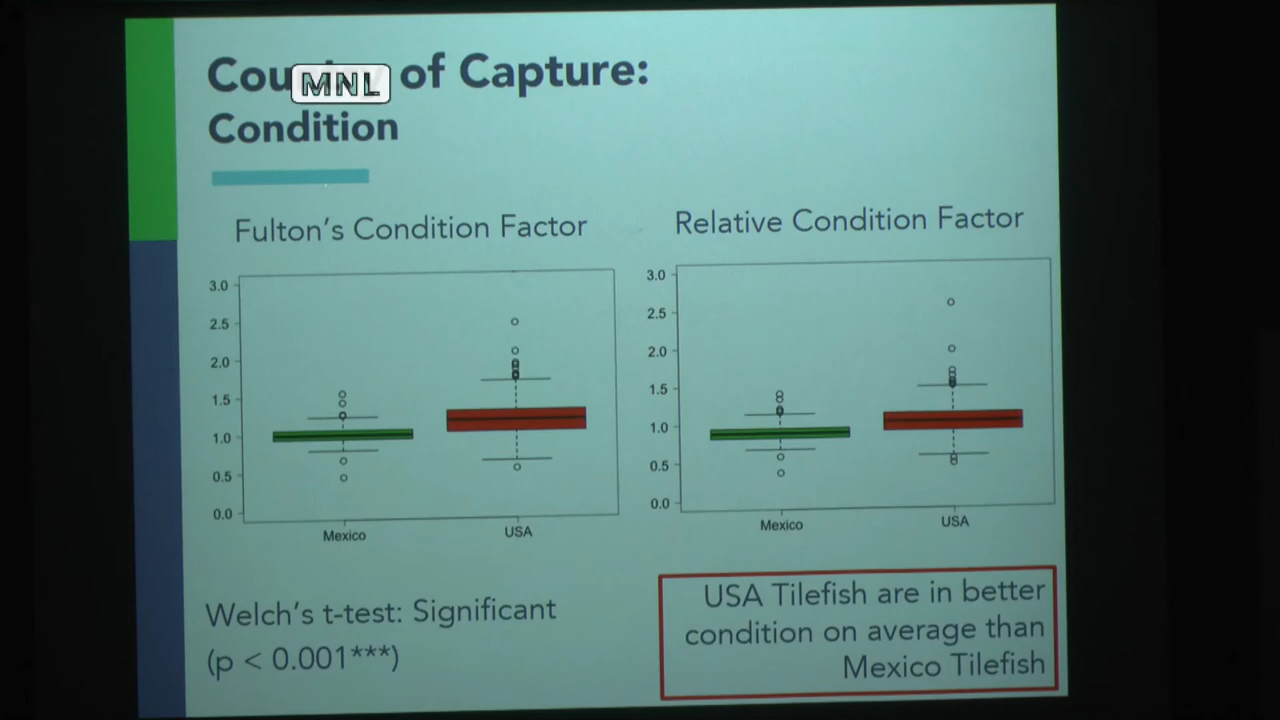 Cou
MNL
of Capture:
Condition
Fulton's Condition Factor
Relative Condition Factor
3.0
2.5
2.0
1.5
1.0
0.5
0.0
Mexico
USA
3.0
2.5
2.0
1.5
1.0
0.5
0.0
Mexico
USA
Welch's t-test: Significant
(p < 0.001***)
USA Tilefish are in better
condition on average than
Mexico Tilefish